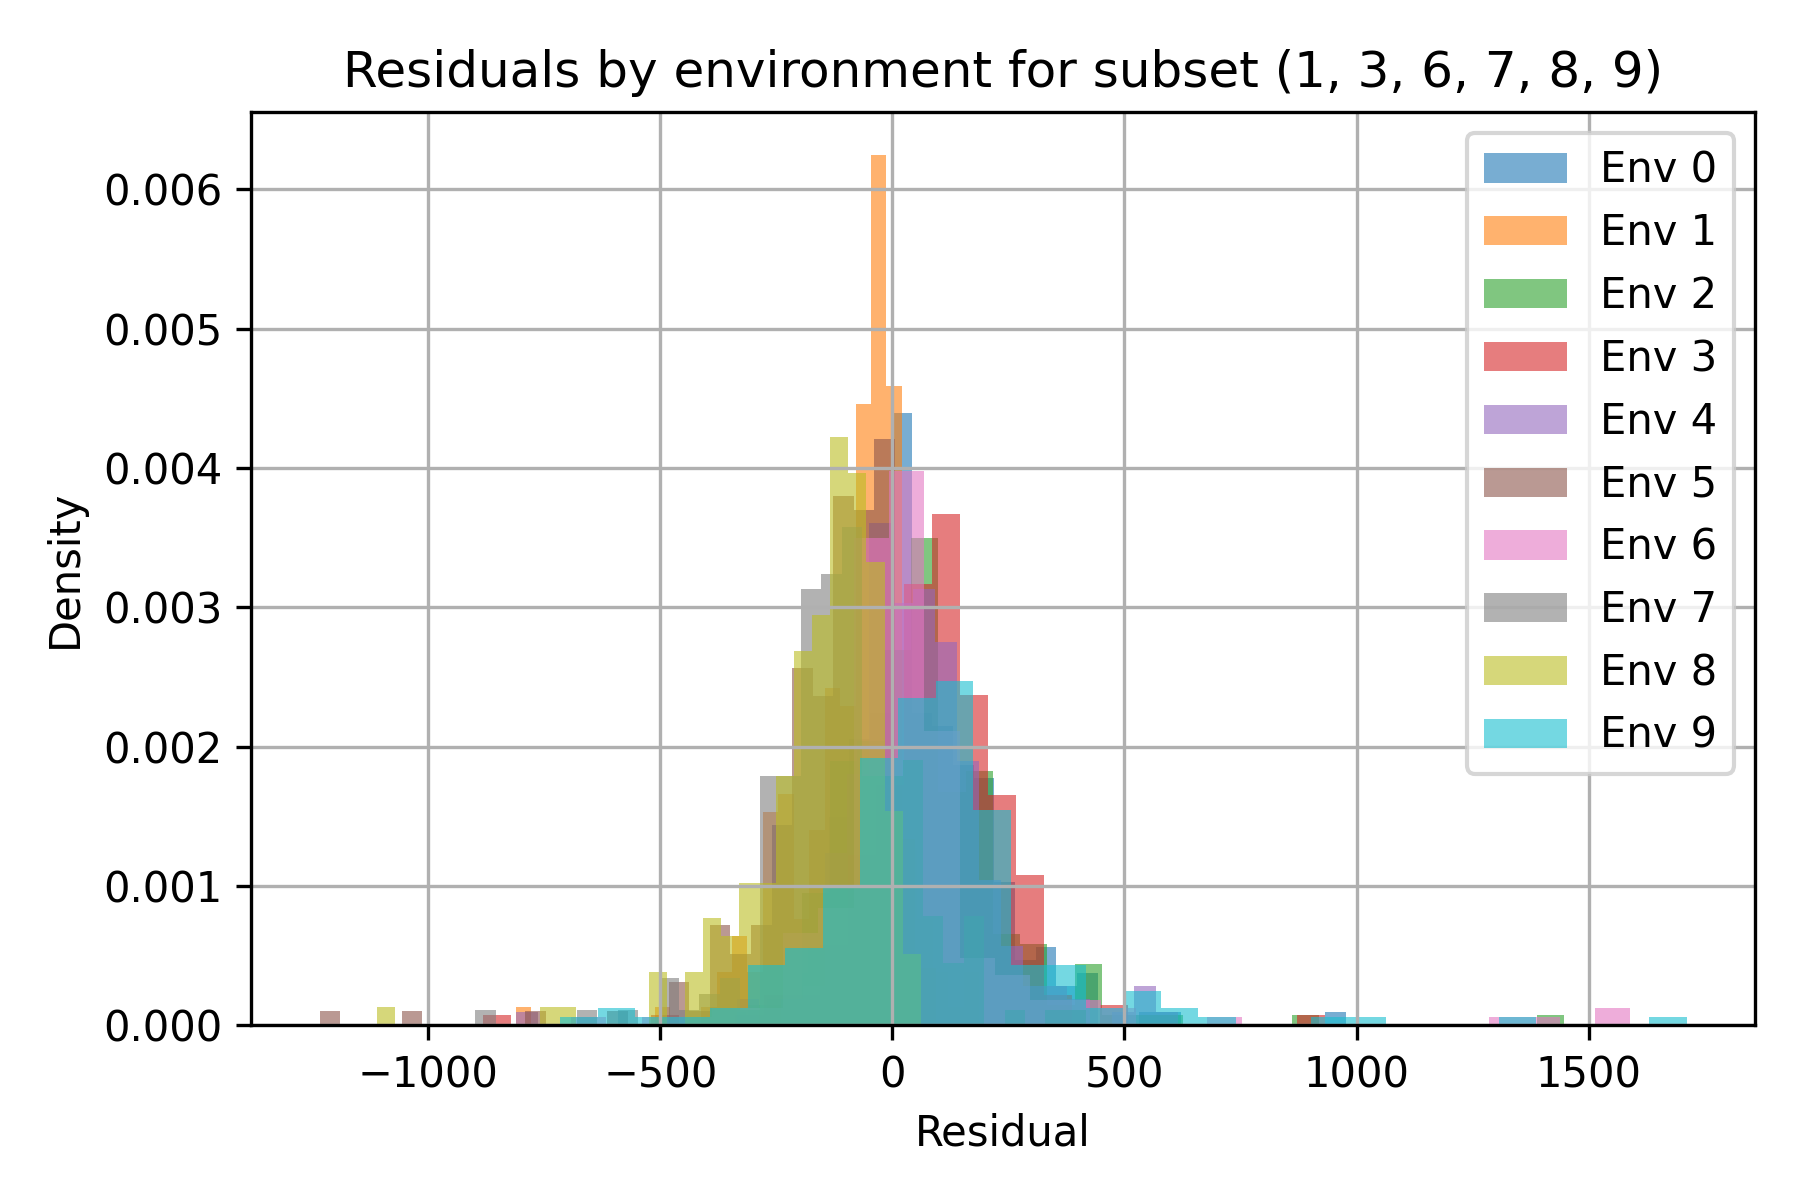 Residuals by environment for subset (1, 3, 6, 7, 8, 9)
Env 0
Env 1
Env 2
Env 3
Env 4
Env 5
Env 6
Env 7
Env 8
Env 9
0.006
0.005
0.004
0.003
0.002
0.001
0.000
Density
−1000
−500
0
500
1000
1500
Residual